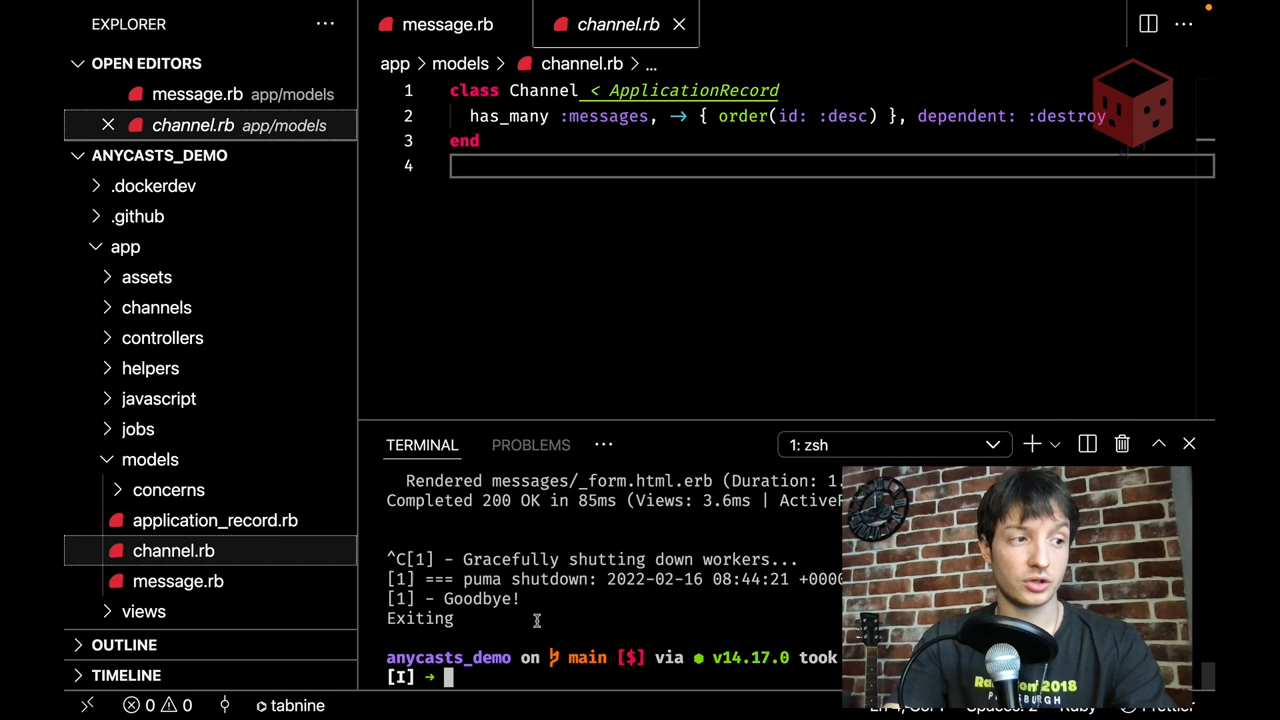 EXPLORER
message.rb
channel.rb
OPEN EDITORS
message.rb app/models
channel.rb app/models
app > models > channel.rb > ...
1 class Channel < ApplicationRecord
2 has_many :messages, -> { order(id: :desc) }, dependent: :destroy
3 end
4
ANYCASTS_DEMO
.dockerdev
.github
app
assets
channels
controllers
helpers
javascript
jobs
models
concerns
application_record.rb
channel.rb
message.rb
views
OUTLINE
TIMELINE
TERMINAL
PROBLEMS
1: zsh
Rendered messages/_form.html.erb (Duration: 1.
Completed 200 OK in 85ms (Views: 3.6ms |
^C[1] - Gracefully shutting down workers...
[1] === puma shutdown: 2022-02-16 08:44:21 +0000
[1] - Goodbye!
Exiting
anycasts_demo on main [$] via v14.17.0 took
[I] →
2018
0 0 tabnine